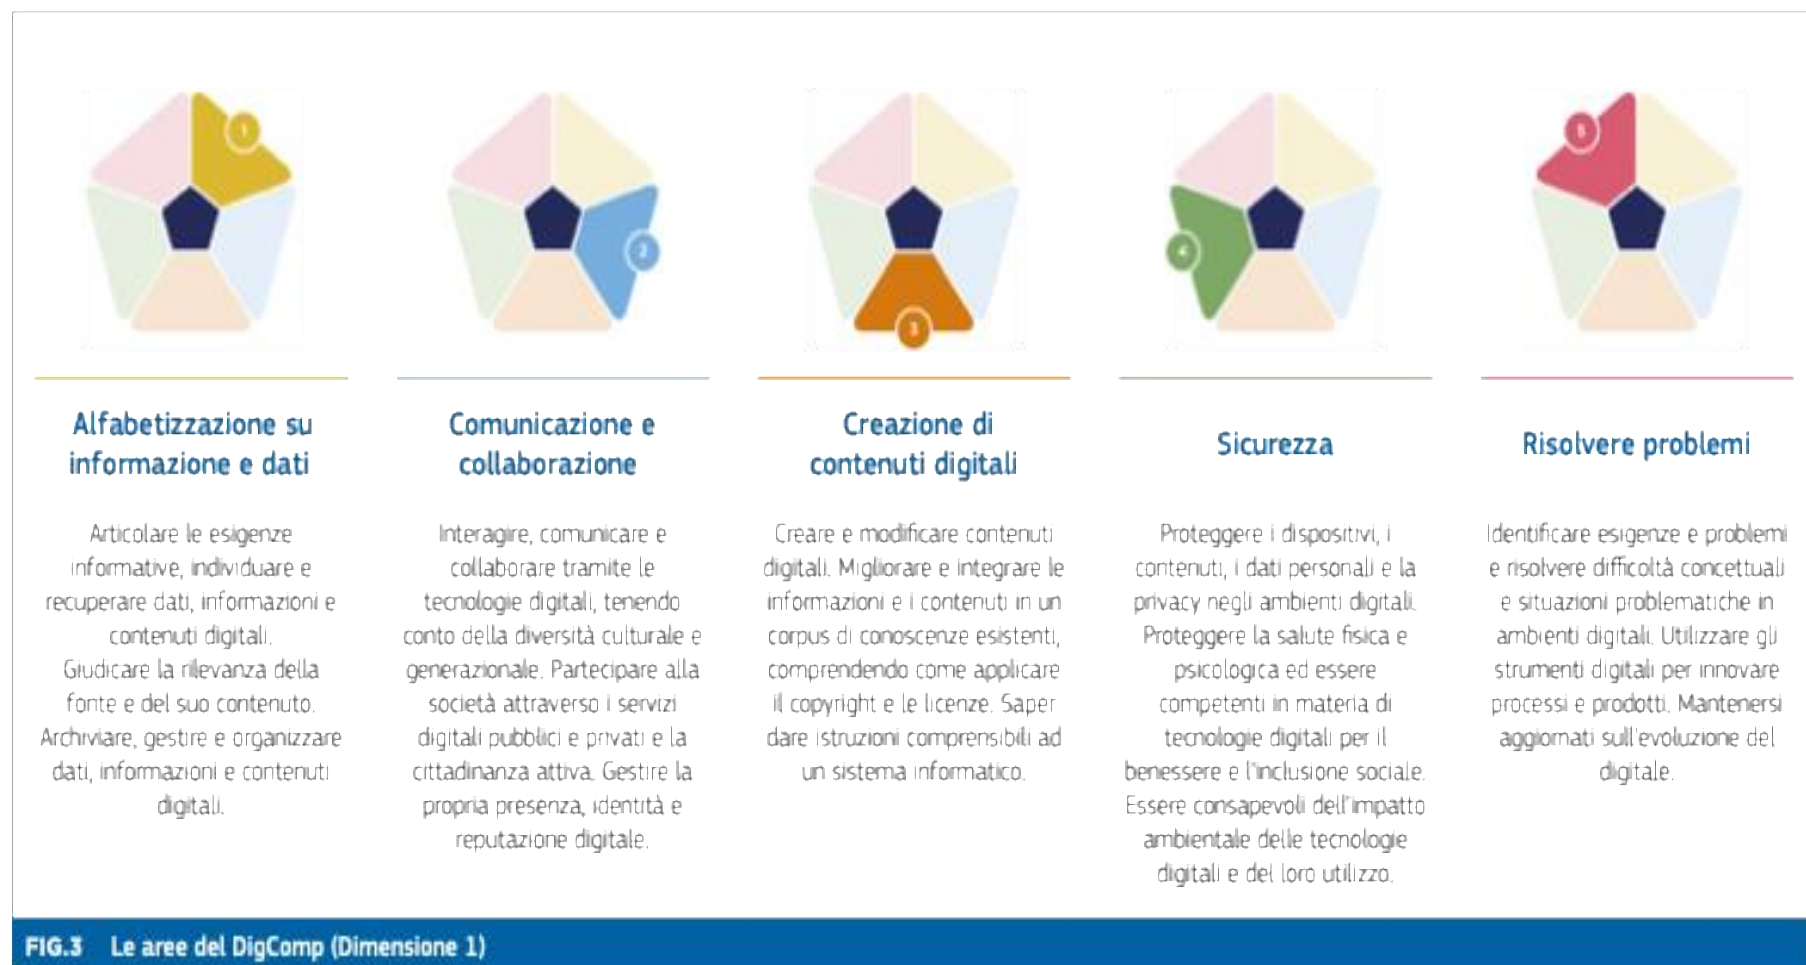 1
Alfabetizzazione su
informazione e dati
Articolare le esigenze
informative, individuare e
recuperare dati, informazioni e
contenuti digitali.
Giudicare la rilevanza della
fonte e del suo contenuto.
Archiviare, gestire e organizzare
dati, informazioni e contenuti
digitali.
2
Comunicazione e
collaborazione
Interagire, comunicare e
collaborare tramite le
tecnologie digitali, tenendo
conto della diversità culturale e
generazionale. Partecipare alla
società attraverso i servizi
digitali pubblici e privati e la
cittadinanza attiva. Gestire la
propria presenza, identità e
reputazione digitale.
3
Creazione di
contenuti digitali
Creare e modificare contenuti
digitali. Migliorare e integrare le
informazioni e i contenuti in un
corpus di conoscenze esistenti,
comprendendo come applicare
il copyright e le licenze. Saper
dare istruzioni comprensibili ad
un sistema informatico.
4
Sicurezza
Proteggere i dispositivi, i
contenuti, i dati personali e la
privacy negli ambienti digitali.
Proteggere la salute fisica e
psicologica ed essere
competenti in materia di
tecnologie digitali per il
benessere e l'inclusione sociale.
Essere consapevoli dell'impatto
ambientale delle tecnologie
digitali e del loro utilizzo.
5
Risolvere problemi
Identificare esigenze e problemi
e risolvere difficoltà concettuali
e situazioni problematiche in
ambienti digitali. Utilizzare gli
strumenti digitali per innovare
processi e prodotti. Mantenersi
aggiornati sull'evoluzione del
digitale.
FIG.3 Le aree del DigComp (Dimensione 1)